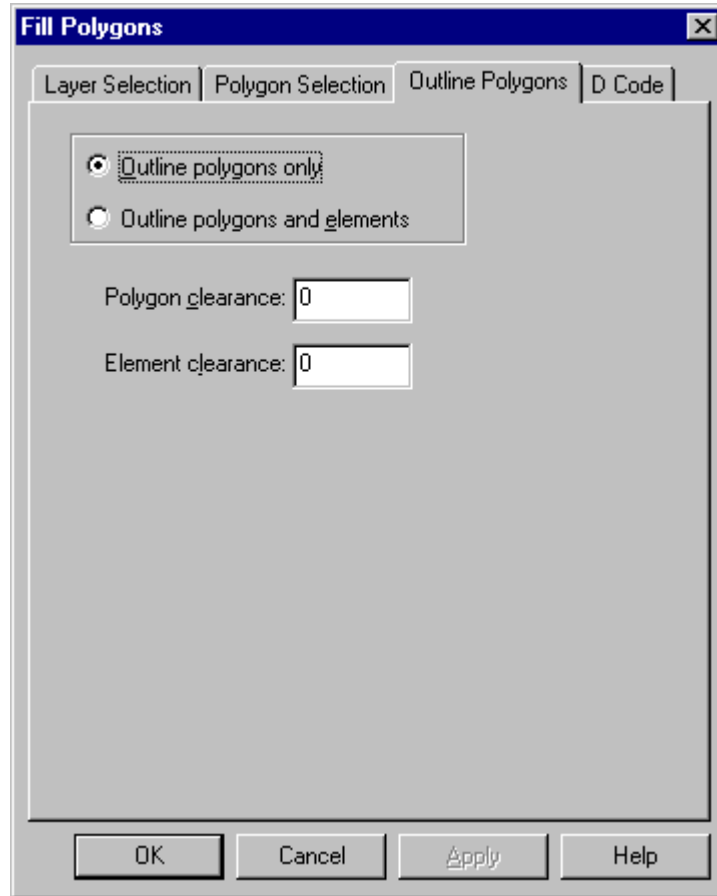 Fill Polygons
Layer Selection Polygon Selection Outline Polygons D Code
Outline polygons only
Outline polygons and elements
Polygon clearance: 0
Element clearance: 0
OK Cancel Apply Help